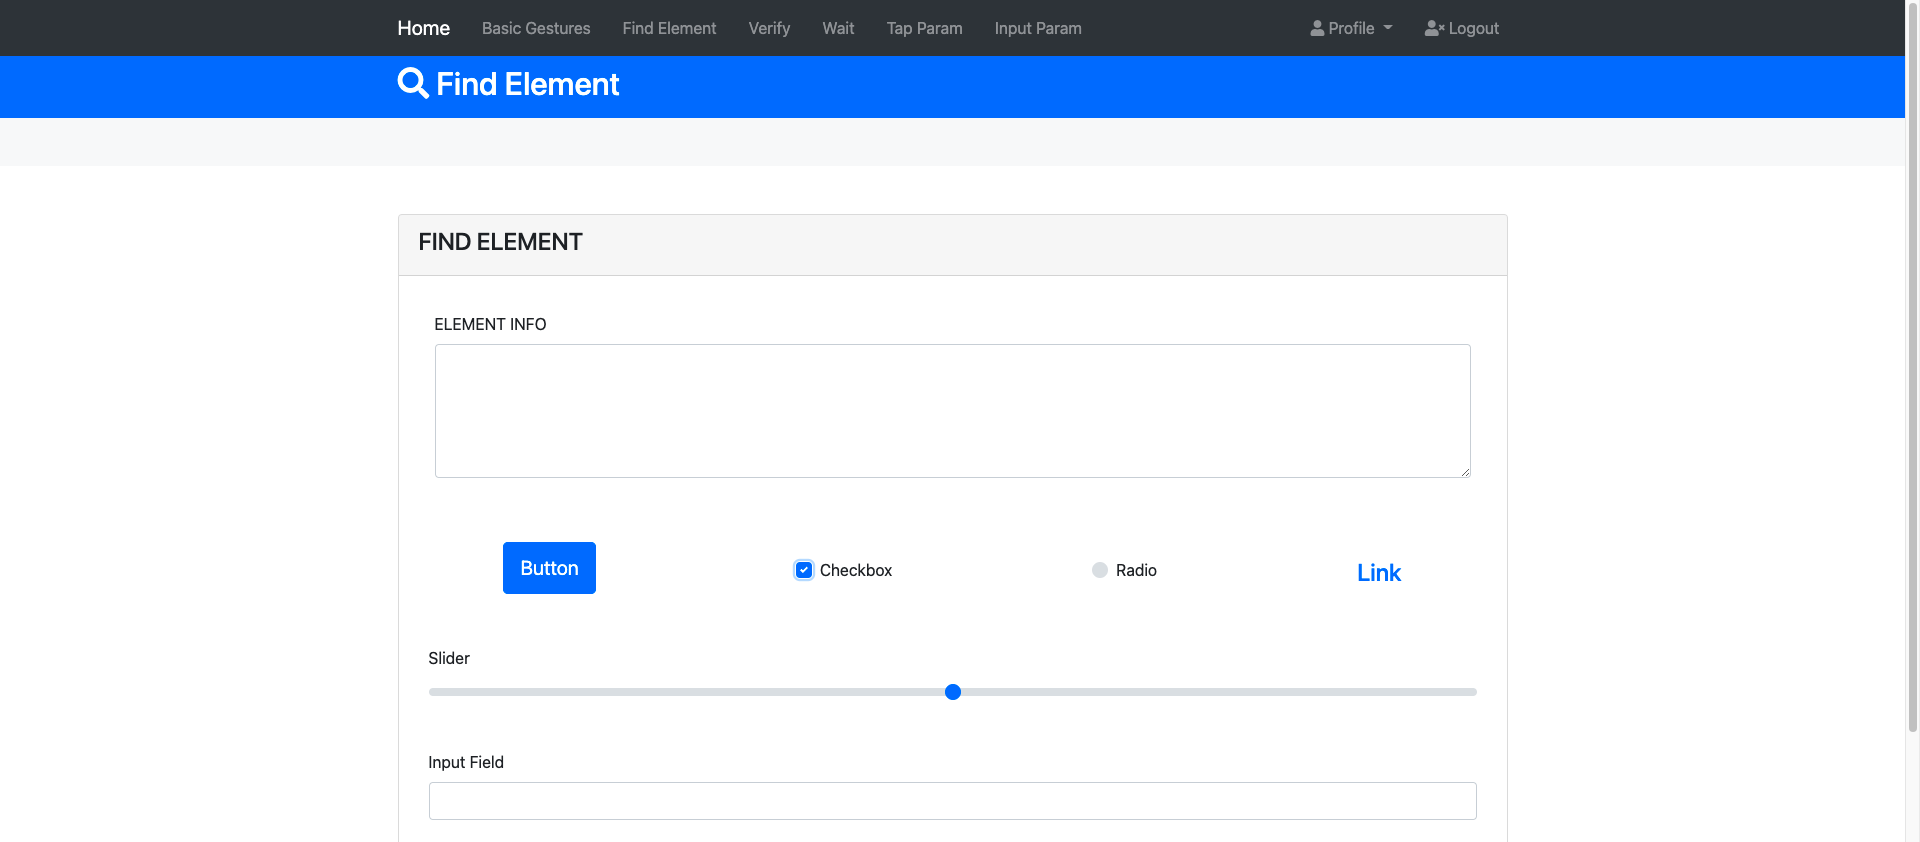 Home Basic Gestures Find Element Verify Wait Tap Param Input Param Profile Logout
Find Element
FIND ELEMENT
ELEMENT INFO
Button Checkbox Radio Link
Slider
Input Field